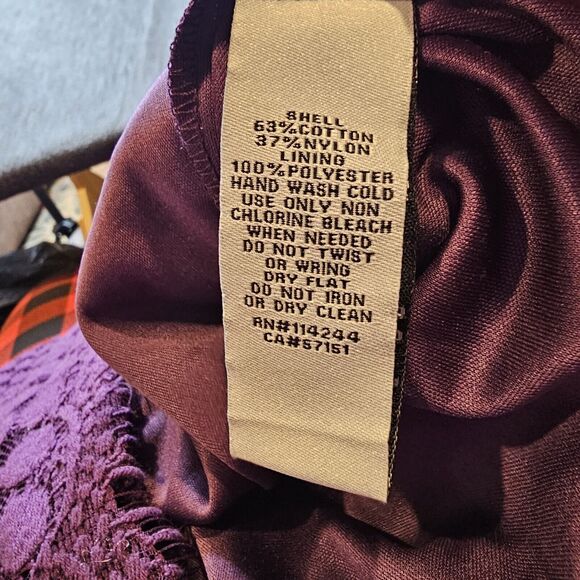 SHELL
63%COTTON
37%NYLON
LINING
100%POLYESTER
HAND WASH COLD
USE ONLY NON
CHLORINE BLEACH
WHEN NEEDED
DO NOT TWIST
OR WRING
DRY FLAT
DO NOT IRON
OR DRY CLEAN
RN#114244
CA#57151